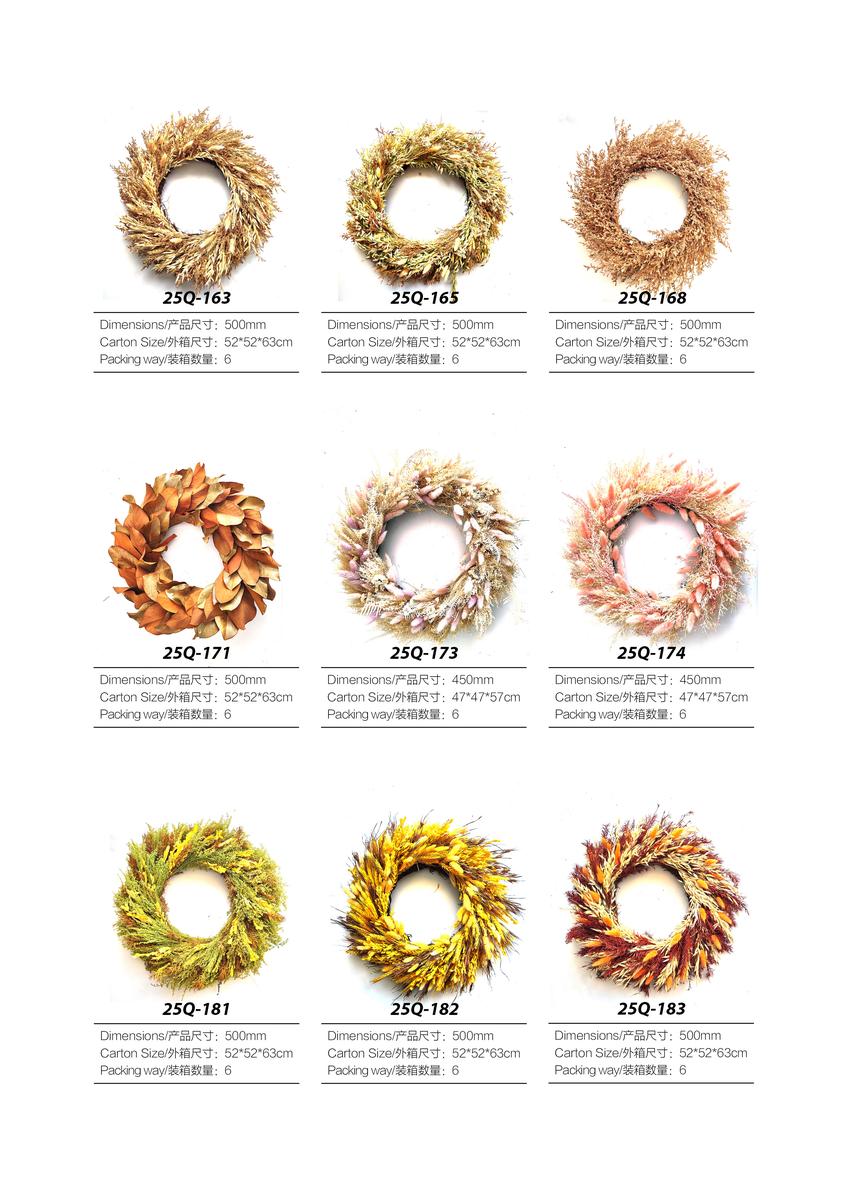 25Q-163
Dimensions/产品尺寸：500mm
Carton Size/外箱尺寸：52*52*63cm
Packing way/装箱数量：6
25Q-165
Dimensions/产品尺寸：500mm
Carton Size/外箱尺寸：52*52*63cm
Packing way/装箱数量：6
25Q-168
Dimensions/产品尺寸：500mm
Carton Size/外箱尺寸：52*52*63cm
Packing way/装箱数量：6
25Q-171
Dimensions/产品尺寸：500mm
Carton Size/外箱尺寸：52*52*63cm
Packing way/装箱数量：6
25Q-173
Dimensions/产品尺寸：450mm
Carton Size/外箱尺寸：47*47*57cm
Packing way/装箱数量：6
25Q-174
Dimensions/产品尺寸：450mm
Carton Size/外箱尺寸：47*47*57cm
Packing way/装箱数量：6
25Q-181
Dimensions/产品尺寸：500mm
Carton Size/外箱尺寸：52*52*63cm
Packing way/装箱数量：6
25Q-182
Dimensions/产品尺寸：500mm
Carton Size/外箱尺寸：52*52*63cm
Packing way/装箱数量：6
25Q-183
Dimensions/产品尺寸：500mm
Carton Size/外箱尺寸：52*52*63cm
Packing way/装箱数量：6